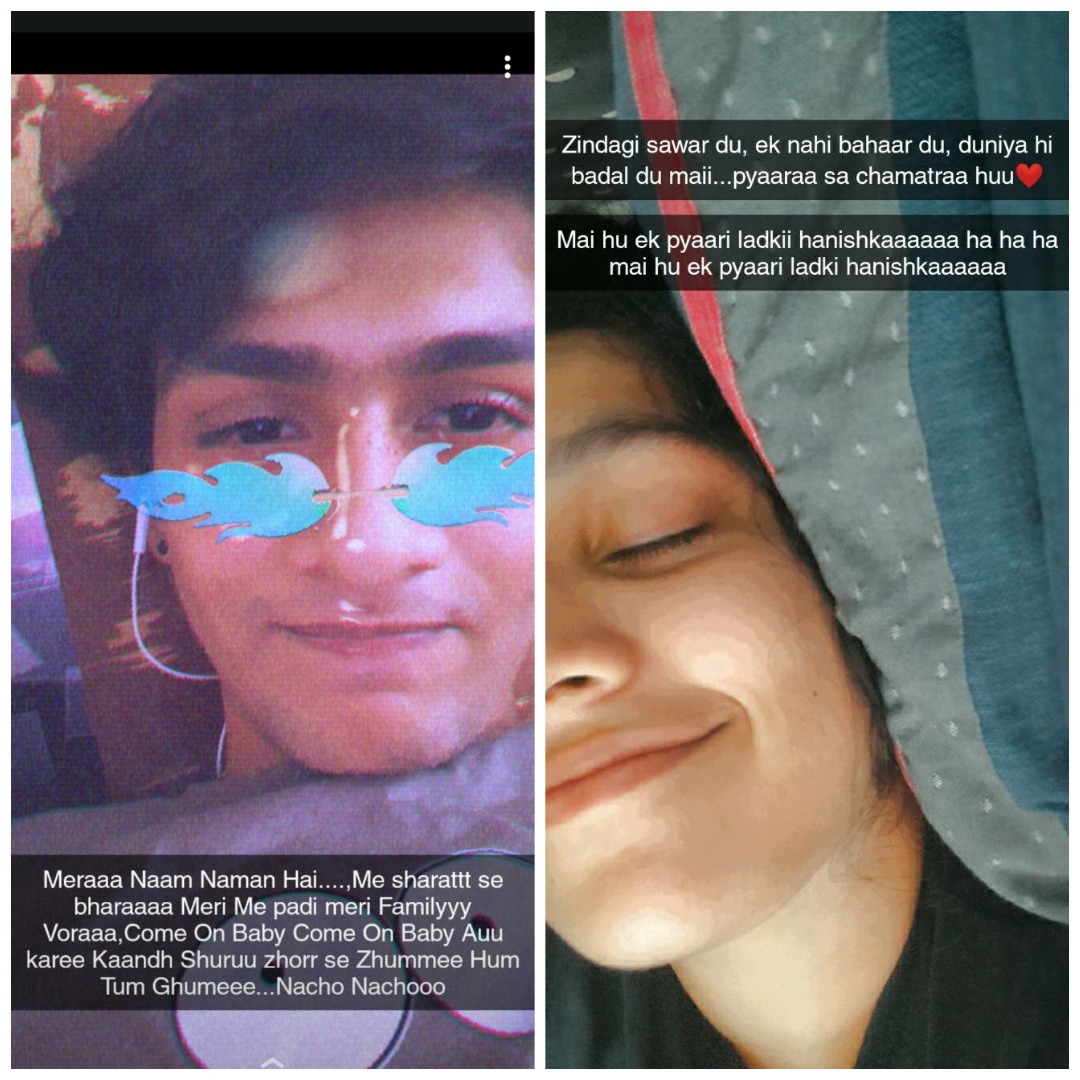 Meraaa Naam Naman Hai....,Me sharattt se
bharaaaa Meri Me padi meri Familyyy
Voraaa,Come On Baby Come On Baby Auu
karee Kaandh Shuruu zhorr se Zhummee Hum
Tum Ghumeee...Nacho Nachooo
Zindagi sawar du, ek nahi bahaar du, duniya hi
badal du maii...pyaaraa sa chamatraa huu❤️
Mai hu ek pyaari ladkii hanishkaaaaaa ha ha ha
mai hu ek pyaari ladki hanishkaaaaaa